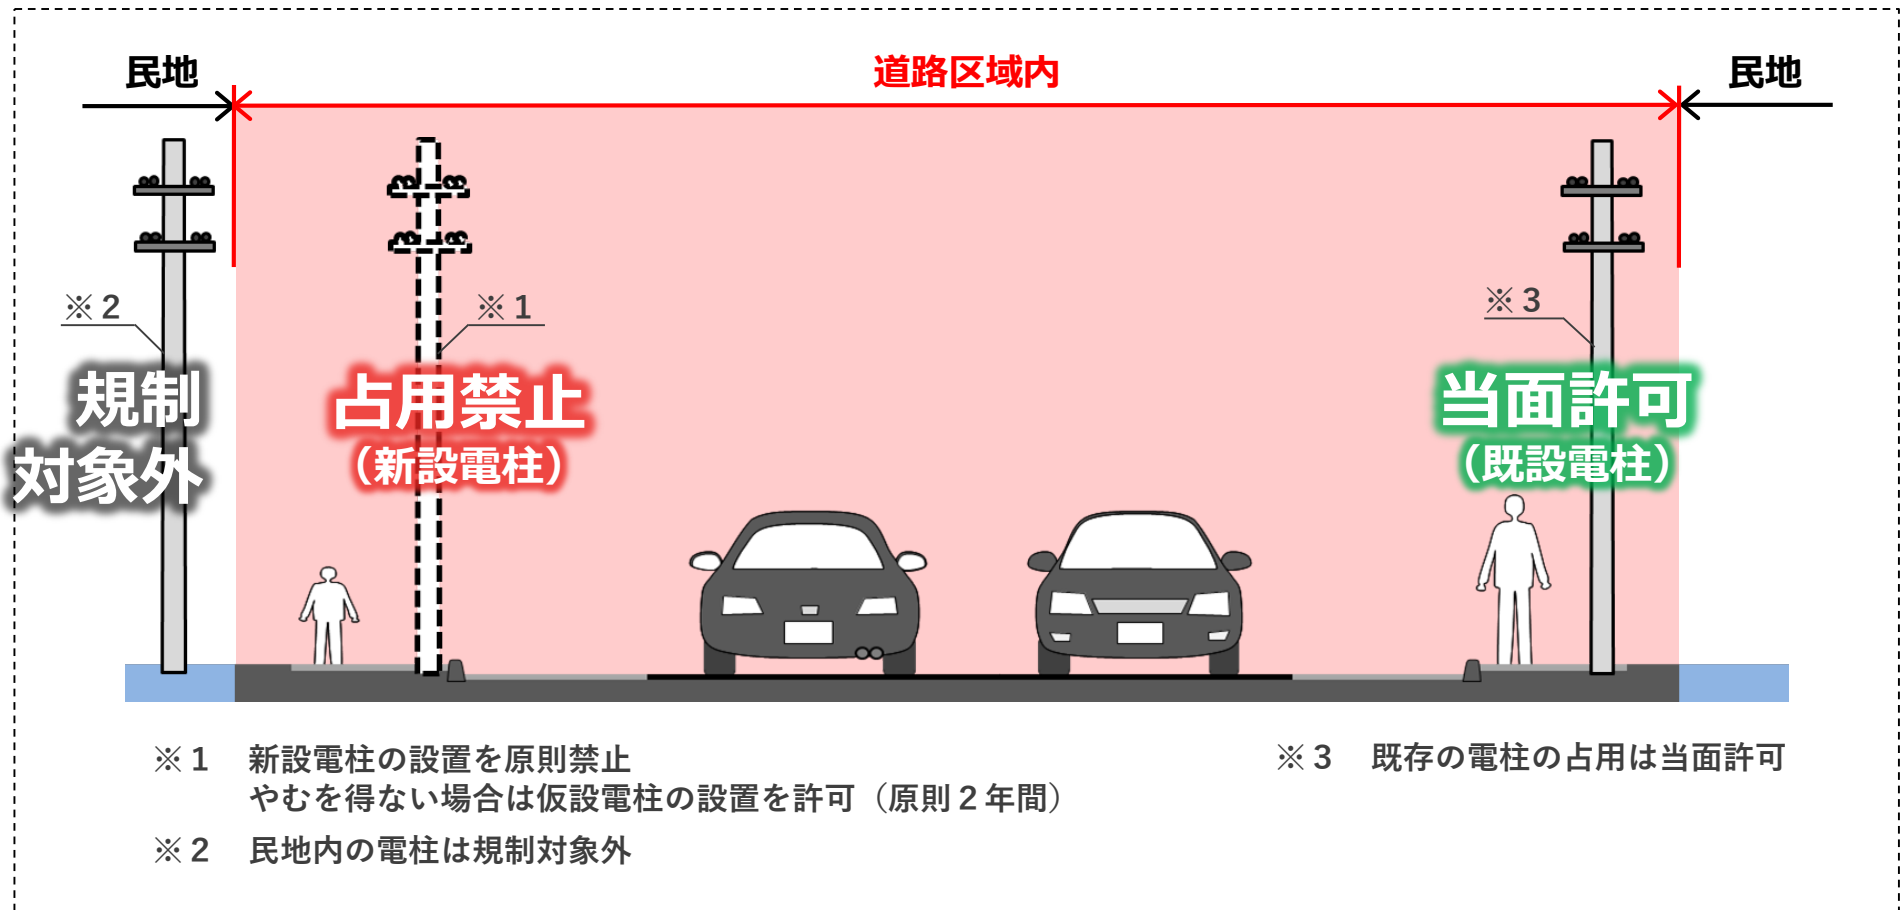 民地
道路区域内
民地
※2
※1
※3
規制
対象外
占用禁止
（新設電柱）
当面許可
（既設電柱）
※1　新設電柱の設置を原則禁止
やむを得ない場合は仮設電柱の設置を許可（原則２年間）
※2　民地内の電柱は規制対象外
※3　既存の電柱の占用は当面許可